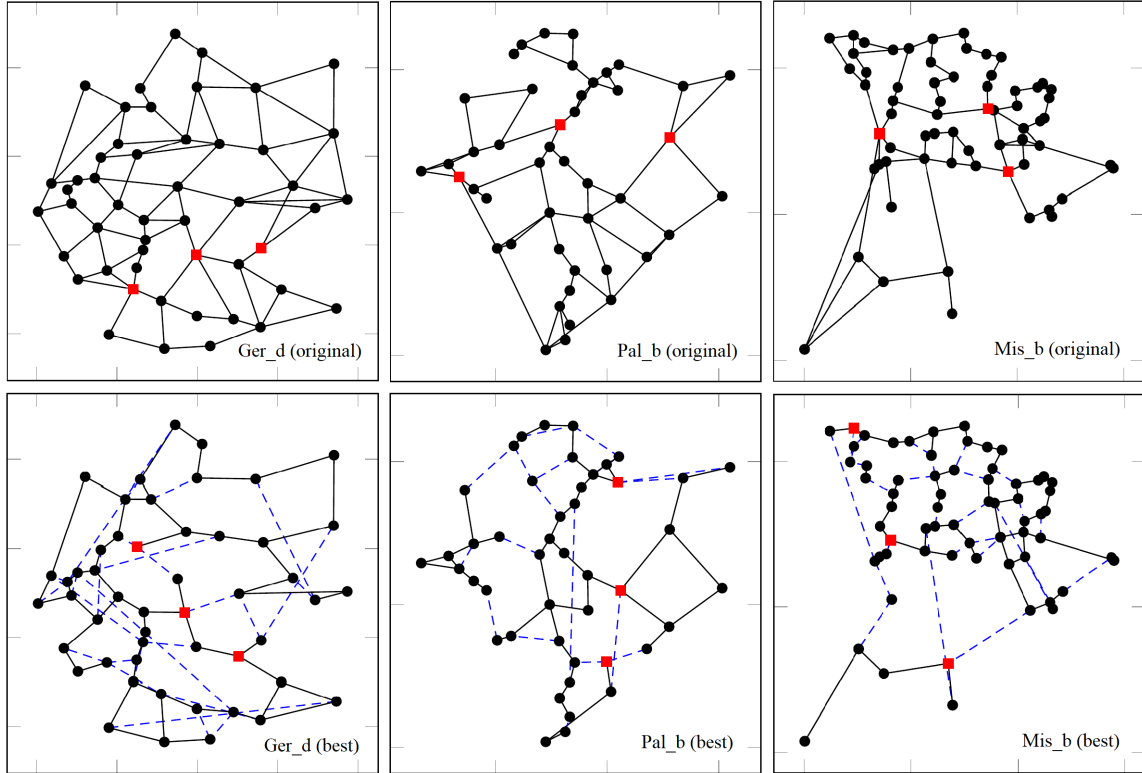 Ger_d (original)
Pal_b (original)
Mis_b (original)
Ger_d (best)
Pal_b (best)
Mis_b (best)